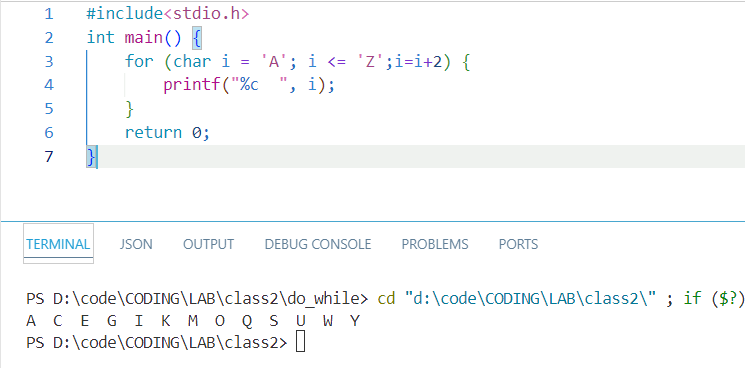 1 #include<stdio.h>
2 int main() {
3 for (char i = 'A'; i <= 'Z';i=i+2) {
4 printf("%c  ", i);
5 }
6 return 0;
7 }
TERMINAL JSON OUTPUT DEBUG CONSOLE PROBLEMS PORTS
PS D:\code\CODING\LAB\class2\do_while> cd "d:\code\CODING\LAB\class2\" ; if ($?)
A  C  E  G  I  K  M  O  Q  S  U  W  Y
PS D:\code\CODING\LAB\class2>